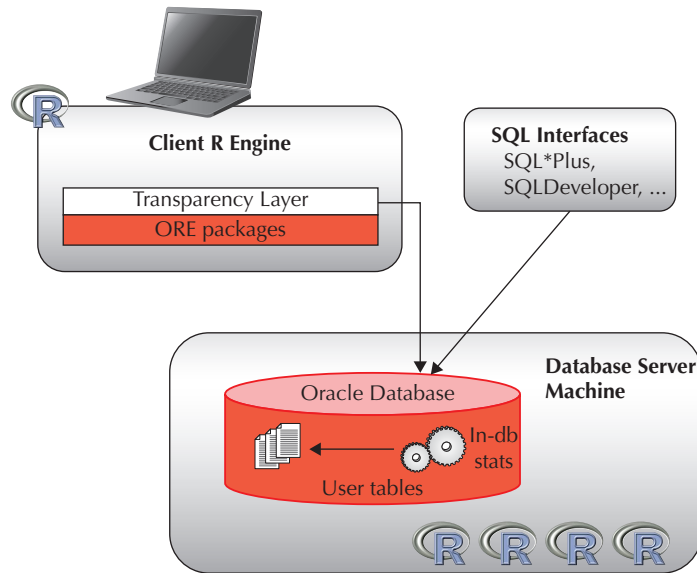 R
Client R Engine
Transparency Layer
ORE packages
SQL Interfaces
SQL*Plus,
SQLDeveloper, ...
Database Server
Machine
Oracle Database
In-db
stats
User tables
R
R
R
R